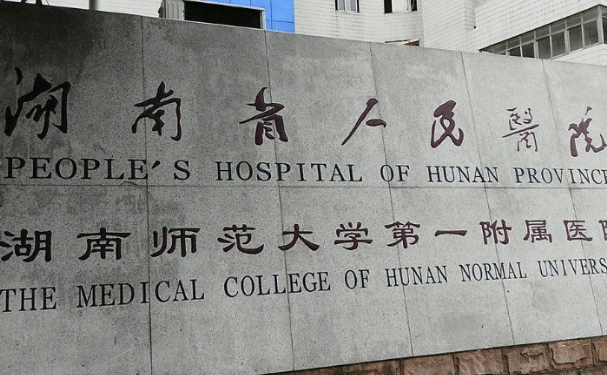 湖南省人民醫院
PEOPLE'S HOSPITAL OF HUNAN PROVINCE
湖南师范大学第一附属医院
THE MEDICAL COLLEGE OF HUNAN NORMAL UNIVERS